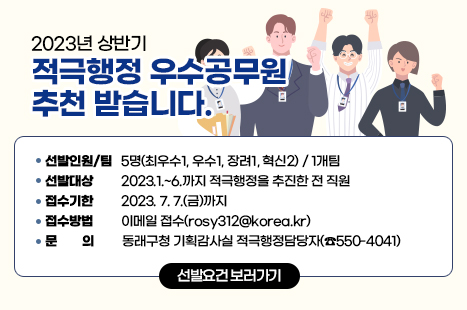 2023년 상반기
적극행정 우수공무원
추천 받습니다.
• 선발인원/팀 5명(최우수1, 우수1, 장려1, 혁신2) / 1개팀
• 선발대상 2023.1.~6.까지 적극행정을 추진한 전 직원
• 접수기한 2023. 7. 7.(금)까지
• 접수방법 이메일 접수(rosy312@korea.kr)
• 문 의 동래구청 기획감사실 적극행정담당자(☎550-4041)
선발요건 보러가기